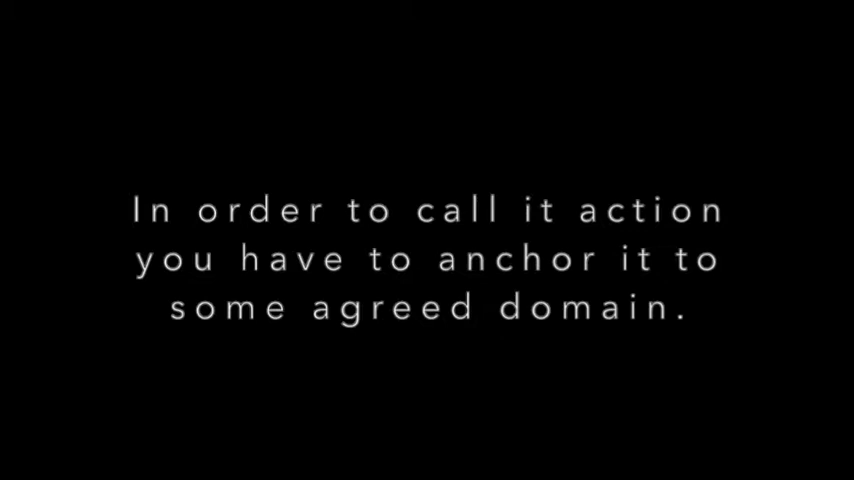 In order to call it action
you have to anchor it to
some agreed domain.